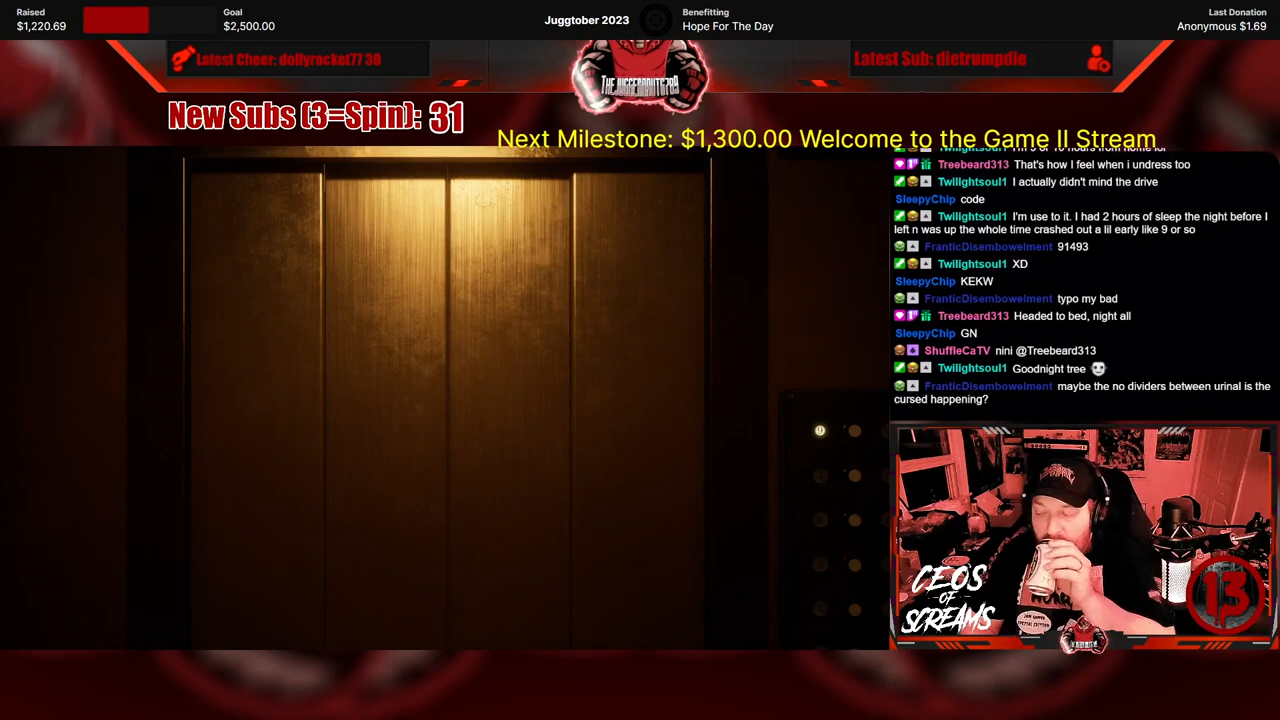 Raised
$1,220.69
Goal
$2,500.00
Juggtober 2023
Benefitting
Hope For The Day
Last Donation
Anonymous $1.69
Latest Cheer: dollyrocket77 30
THEJUGGERNAUT6789
Latest Sub: dietrumpdie
New Subs (3=Spin): 31
Next Milestone: $1,300.00 Welcome to the Game II Stream
Treebeard313 That's how I feel when i undress too
Twilightsoul1 I actually didn't mind the drive
SleepyChip code
Twilightsoul1 I'm use to it. I had 2 hours of sleep the night before I
left n was up the whole time crashed out a lil early like 9 or so
FranticDisembowelment 91493
Twilightsoul1 XD
SleepyChip KEKW
FranticDisembowelment typo my bad
Treebeard313 Headed to bed, night all
SleepyChip GN
ShuffleCaTV nini @Treebeard313
Twilightsoul1 Goodnight tree
FranticDisembowelment maybe the no dividers between urinal is the
cursed happening?
9
CEOS
OF
SCREAMS
13